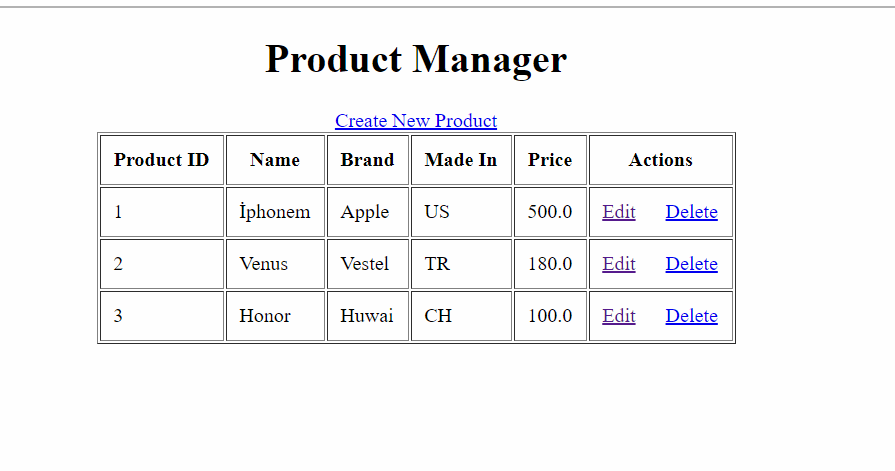 Product Manager
Create New Product
Product ID Name Brand Made In Price Actions
1 İphonem Apple US 500.0 Edit Delete
2 Venus Vestel TR 180.0 Edit Delete
3 Honor Huwai CH 100.0 Edit Delete